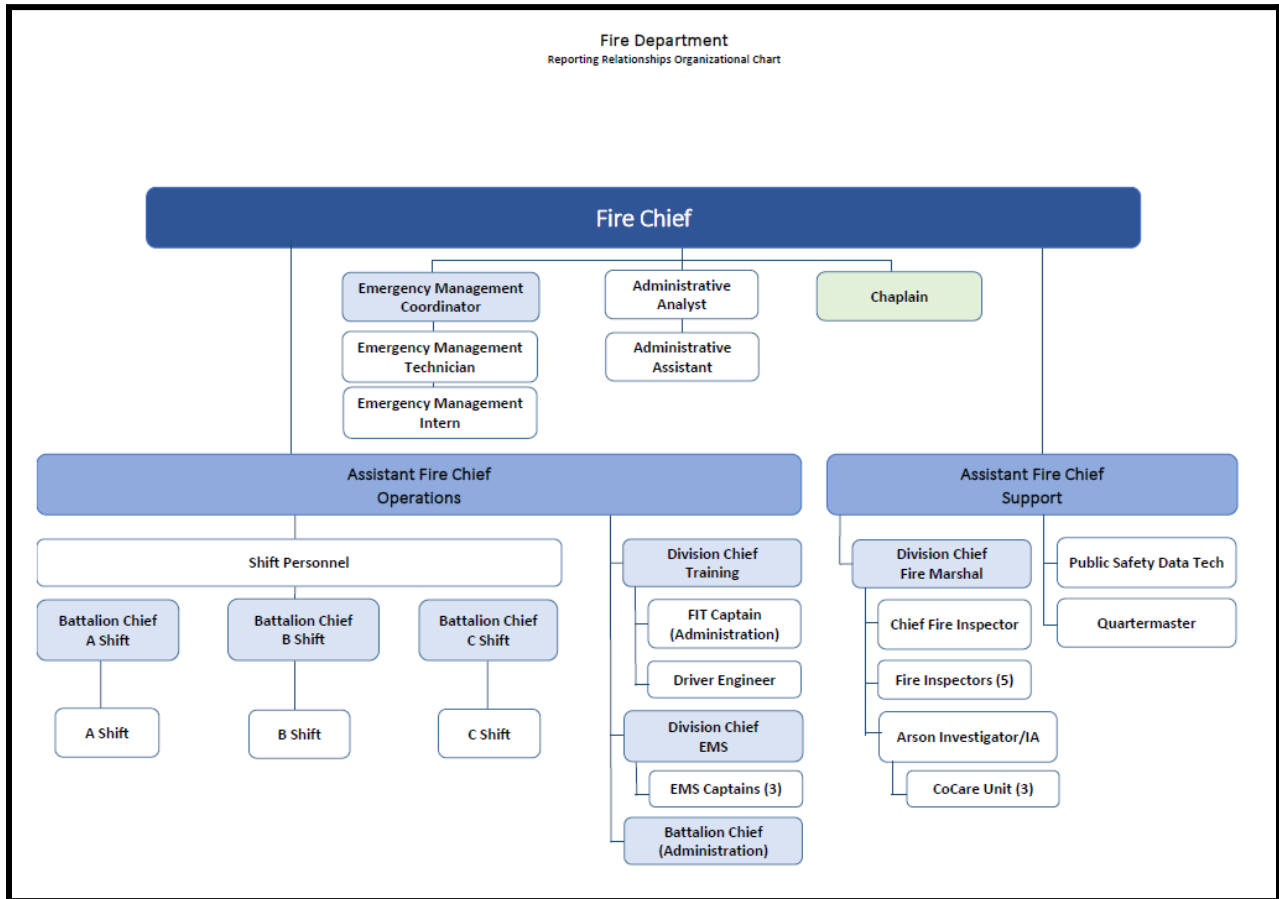 Fire Department
Reporting Relationships Organizational Chart
Fire Chief
Emergency Management
Coordinator
Administrative
Analyst
Chaplain
Emergency Management
Technician
Administrative
Assistant
Emergency Management
Intern
Assistant Fire Chief
Operations
Assistant Fire Chief
Support
Shift Personnel
Battalion Chief
A Shift
Battalion Chief
B Shift
Battalion Chief
C Shift
A Shift
B Shift
C Shift
Division Chief
Training
FIT Captain
(Administration)
Driver Engineer
Division Chief
EMS
EMS Captains (3)
Battalion Chief
(Administration)
Division Chief
Fire Marshal
Chief Fire Inspector
Fire Inspectors (5)
Arson Investigator/IA
CoCare Unit (3)
Public Safety Data Tech
Quartermaster